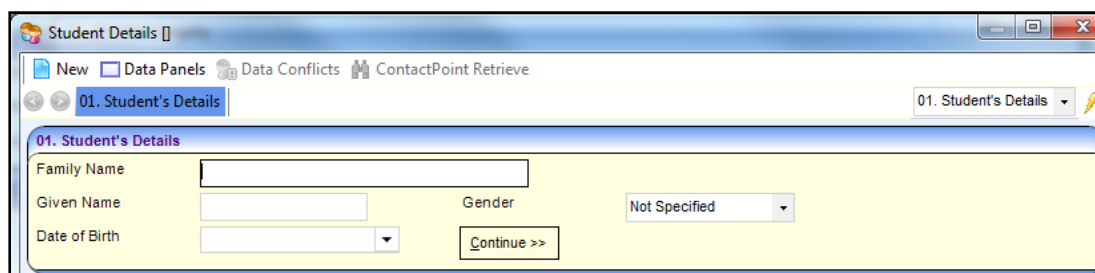 Student Details []
New Data Panels Data Conflicts ContactPoint Retrieve
01. Student's Details 01. Student's Details
01. Student's Details
Family Name
Given Name Gender Not Specified
Date of Birth Continue >>